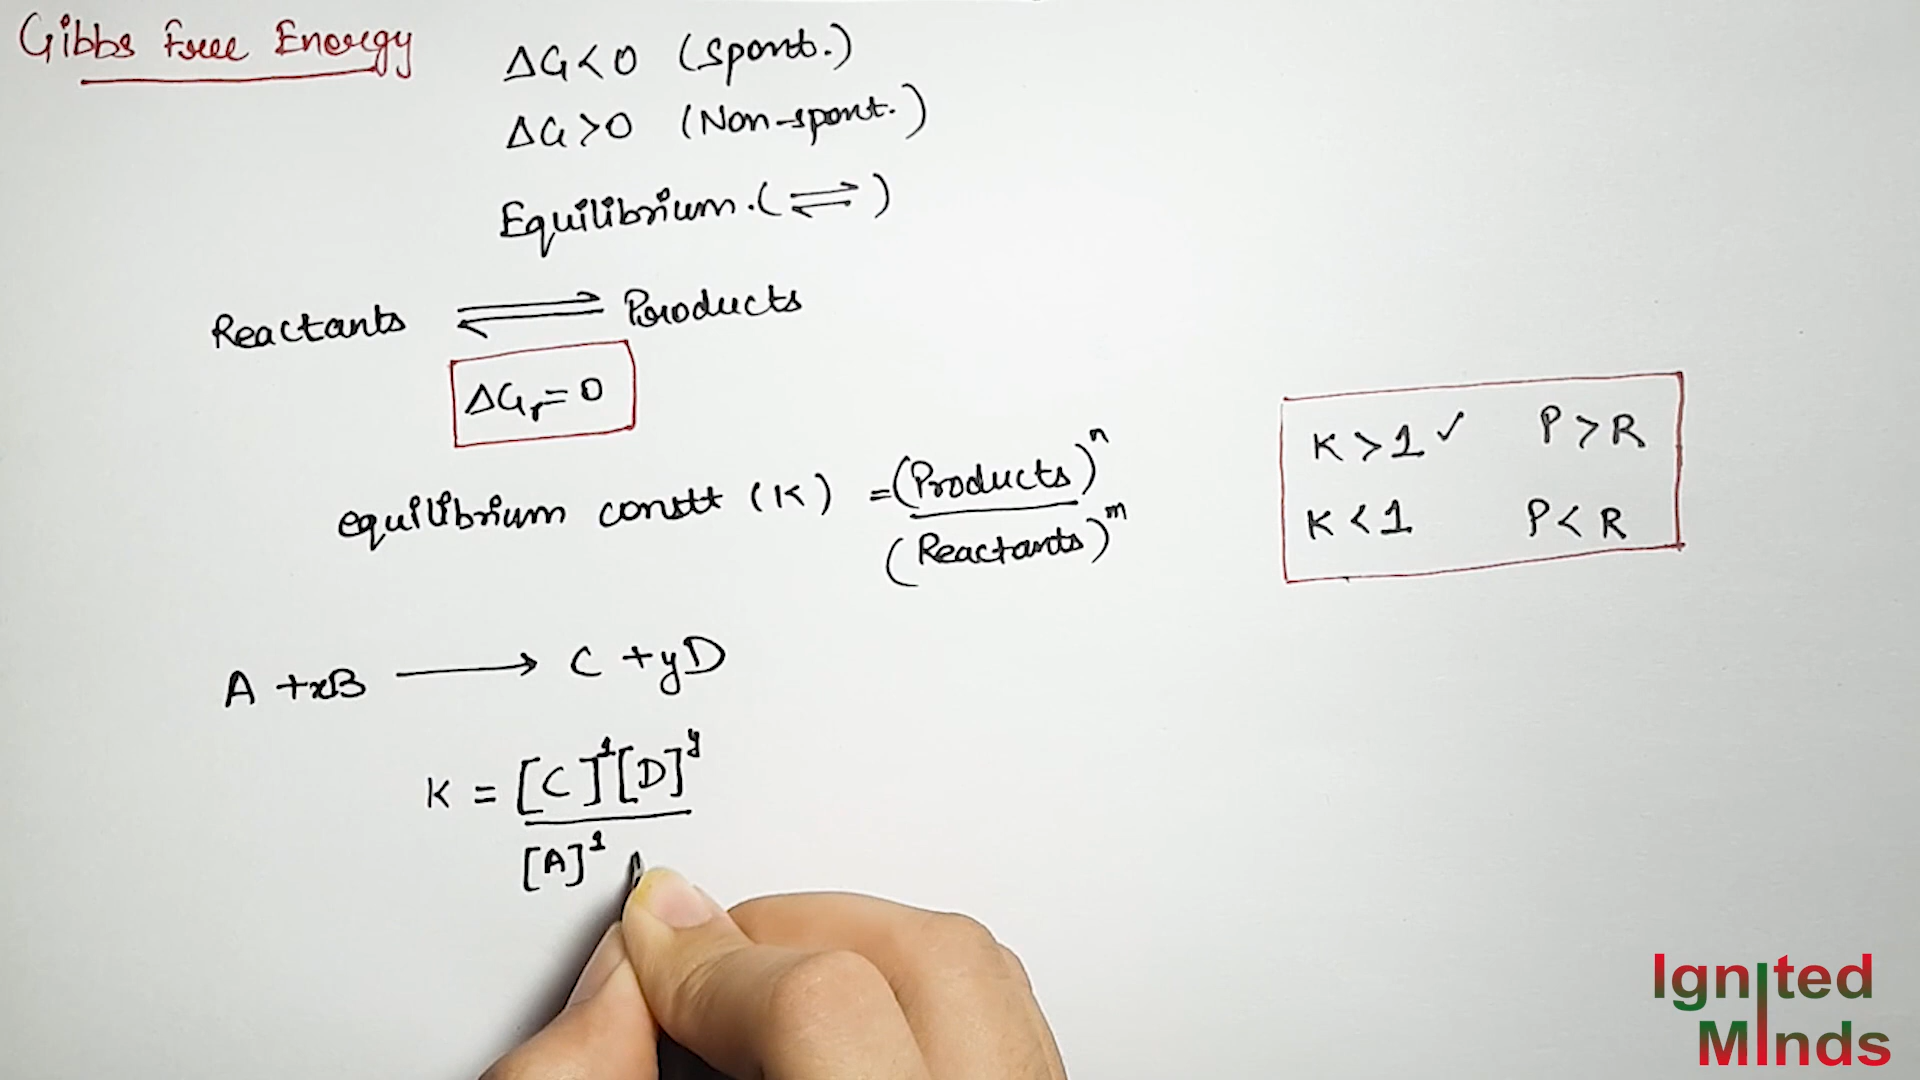 Gibbs Free Energy
ΔG<0 (Spont.)
ΔG>0 (Non-spont.)
Equilibrium.(⇌)
Reactants ⇌ Products
ΔGr=0
equilibrium constt (K) = (Products)^n / (Reactants)^m
K>1 ✓ P>R
K<1 P<R
A +xB ⟶ C +yD
K = [C]^1[D]^y / [A]^1
Ignited
Minds